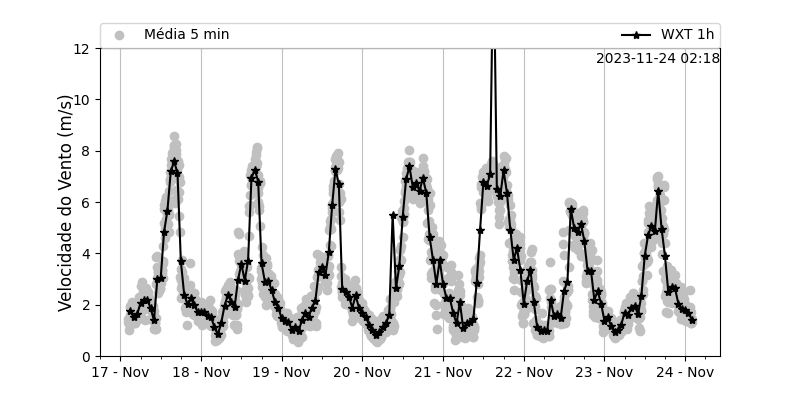 Média 5 min
WXT 1h
2023-11-24 02:18
Velocidade do Vento (m/s)
12
10
8
6
4
2
0
17 - Nov 18 - Nov 19 - Nov 20 - Nov 21 - Nov 22 - Nov 23 - Nov 24 - Nov